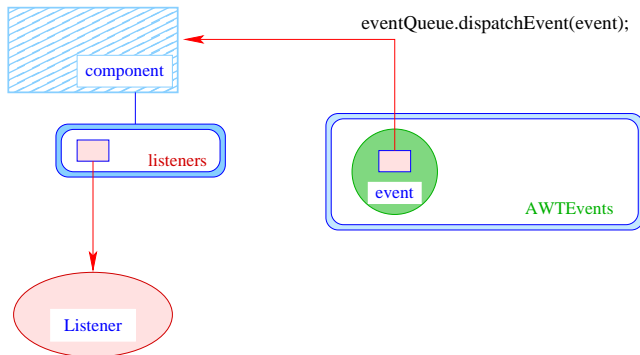 eventQueue.dispatchEvent(event);
component
listeners
event
AWTEvents
Listener